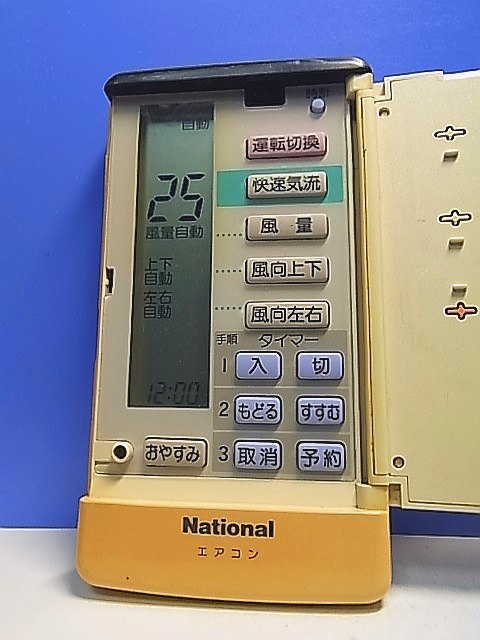 自動
運転切換
25
快速気流
風量自動
風量
上下
自動
風向上下
左右
自動
風向左右
手順 タイマー
1 入 切
12:00
2 もどる すすむ
おやすみ
3 取消 予約
National
エアコン